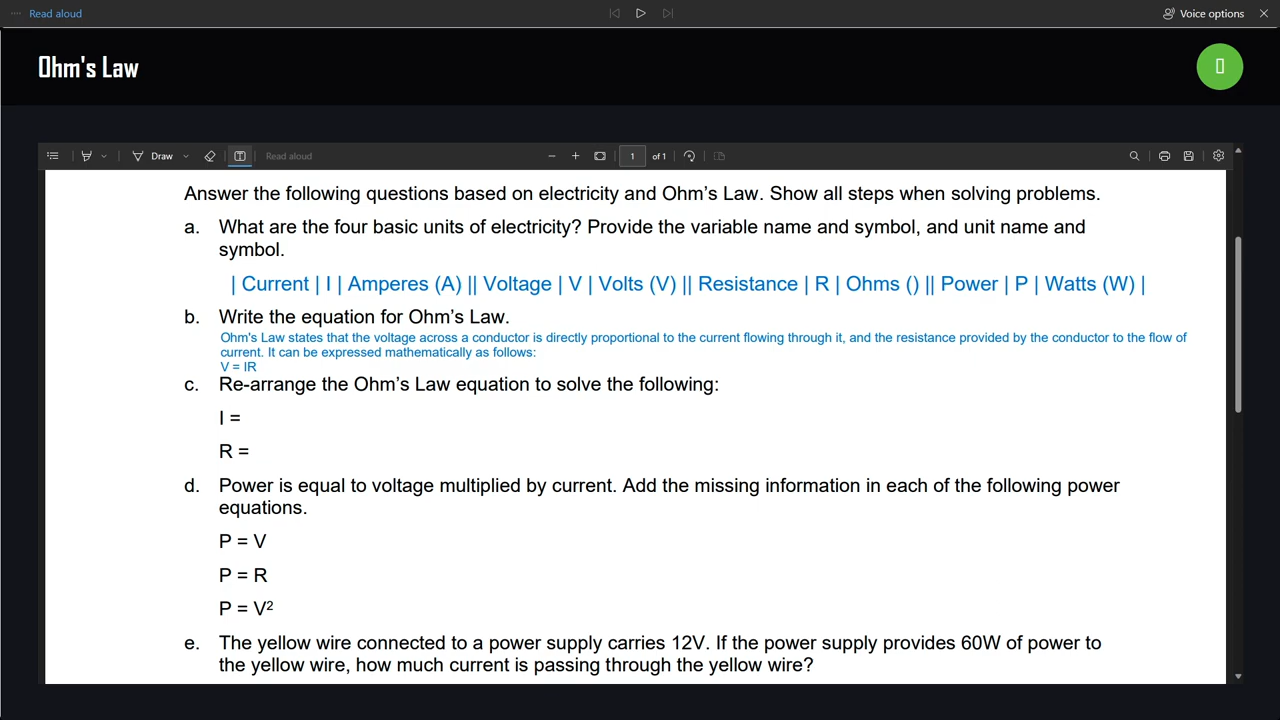 Read aloud
Voice options
Ohm's Law
Draw
Read aloud
1 of 1
Answer the following questions based on electricity and Ohm's Law. Show all steps when solving problems.
a. What are the four basic units of electricity? Provide the variable name and symbol, and unit name and
symbol.
| Current | I | Amperes (A) || Voltage | V | Volts (V) || Resistance | R | Ohms () || Power | P | Watts (W) |
b. Write the equation for Ohm's Law.
Ohm's Law states that the voltage across a conductor is directly proportional to the current flowing through it, and the resistance provided by the conductor to the flow of
current. It can be expressed mathematically as follows:
V = IR
c. Re-arrange the Ohm's Law equation to solve the following:
I =
R =
d. Power is equal to voltage multiplied by current. Add the missing information in each of the following power
equations.
P = V
P = R
P = V²
e. The yellow wire connected to a power supply carries 12V. If the power supply provides 60W of power to
the yellow wire, how much current is passing through the yellow wire?